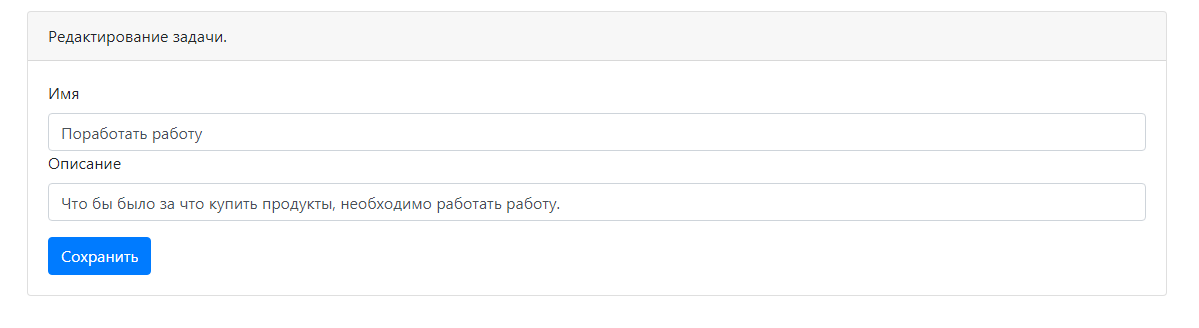 Редактирование задачи.
Имя
Поработать работу
Описание
Что бы было за что купить продукты, необходимо работать работу.
Сохранить